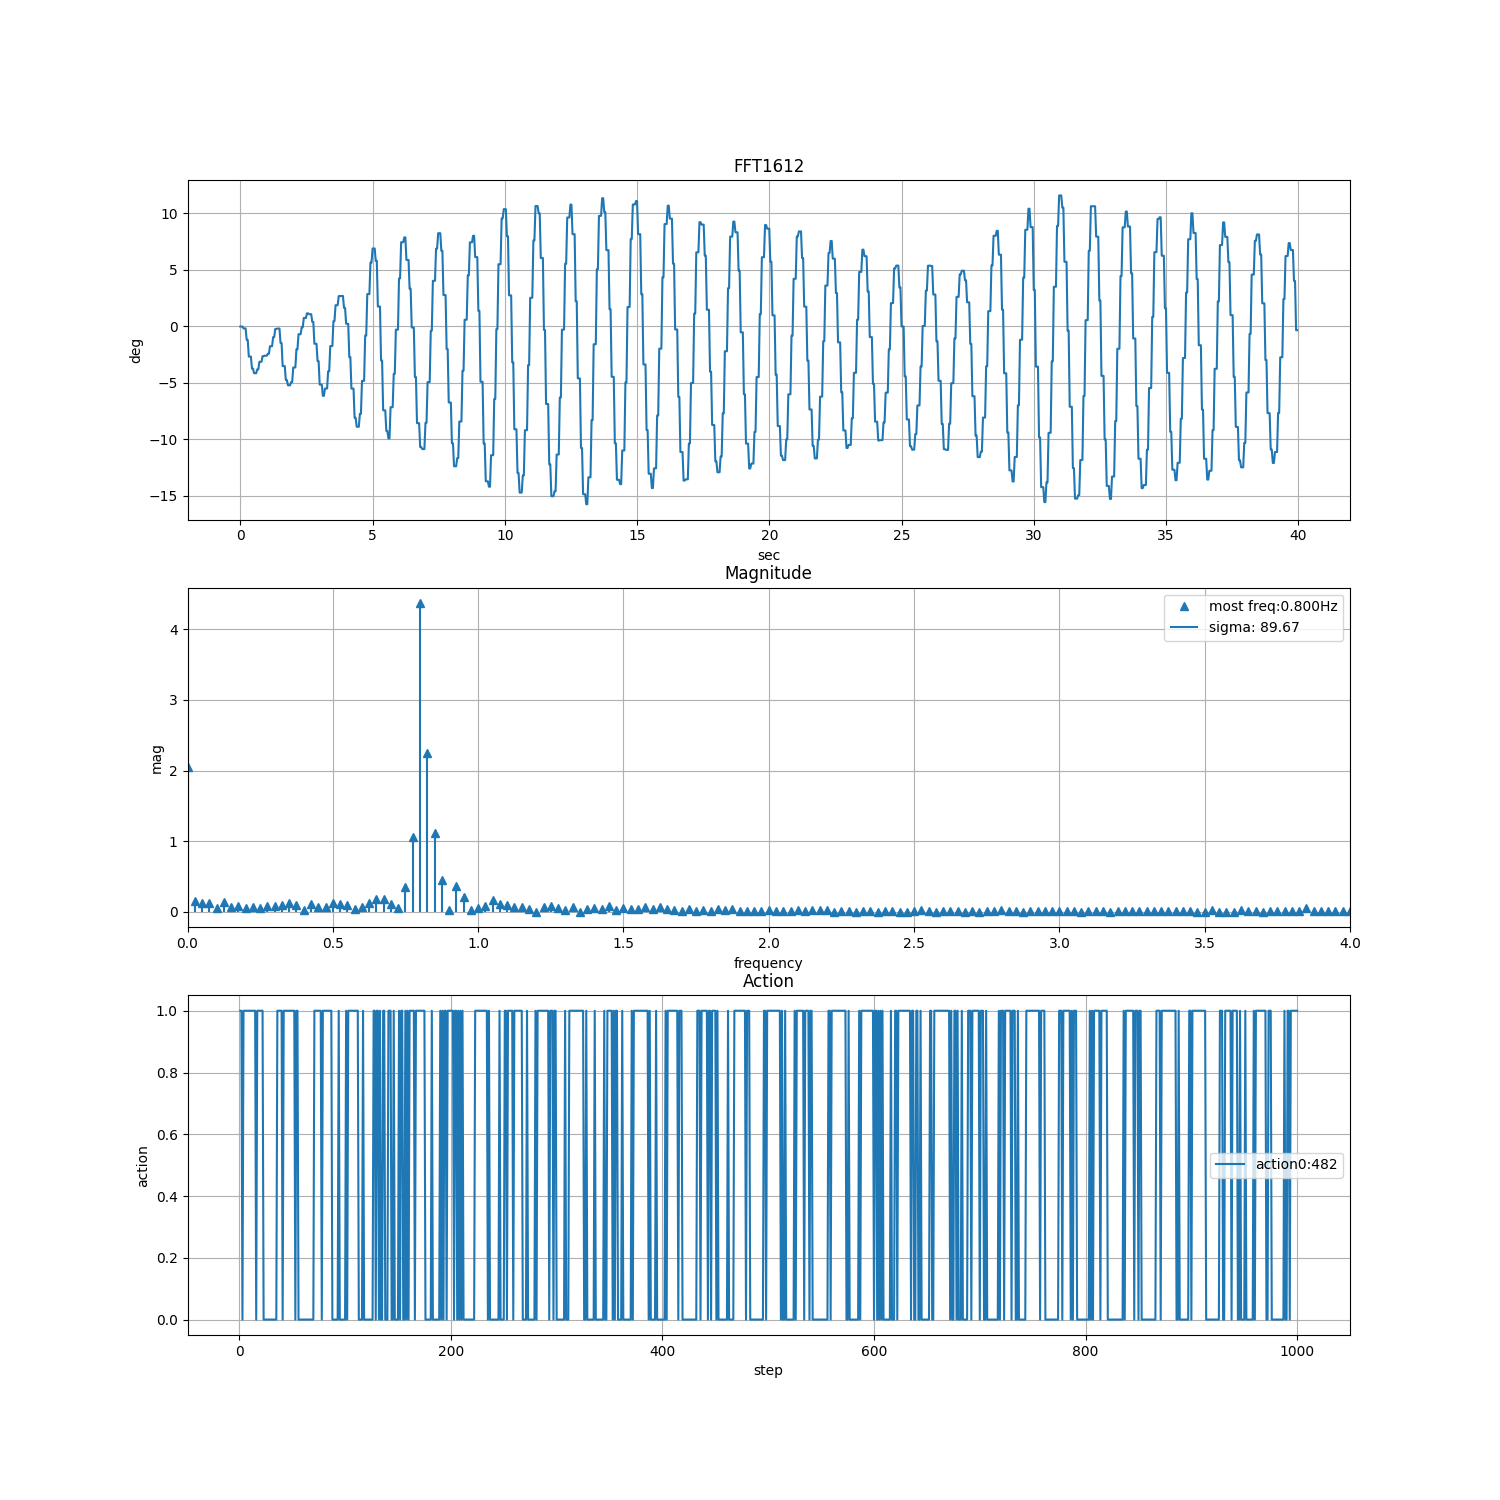 FFT1612
10
5
0
−5
−10
−15
deg
0 5 10 15 20 25 30 35 40
sec
Magnitude
most freq:0.800Hz
sigma: 89.67
4
3
2
1
0
mag
0.0 0.5 1.0 1.5 2.0 2.5 3.0 3.5 4.0
frequency
Action
1.0
0.8
0.6
0.4
0.2
0.0
action
action0:482
0 200 400 600 800 1000
step